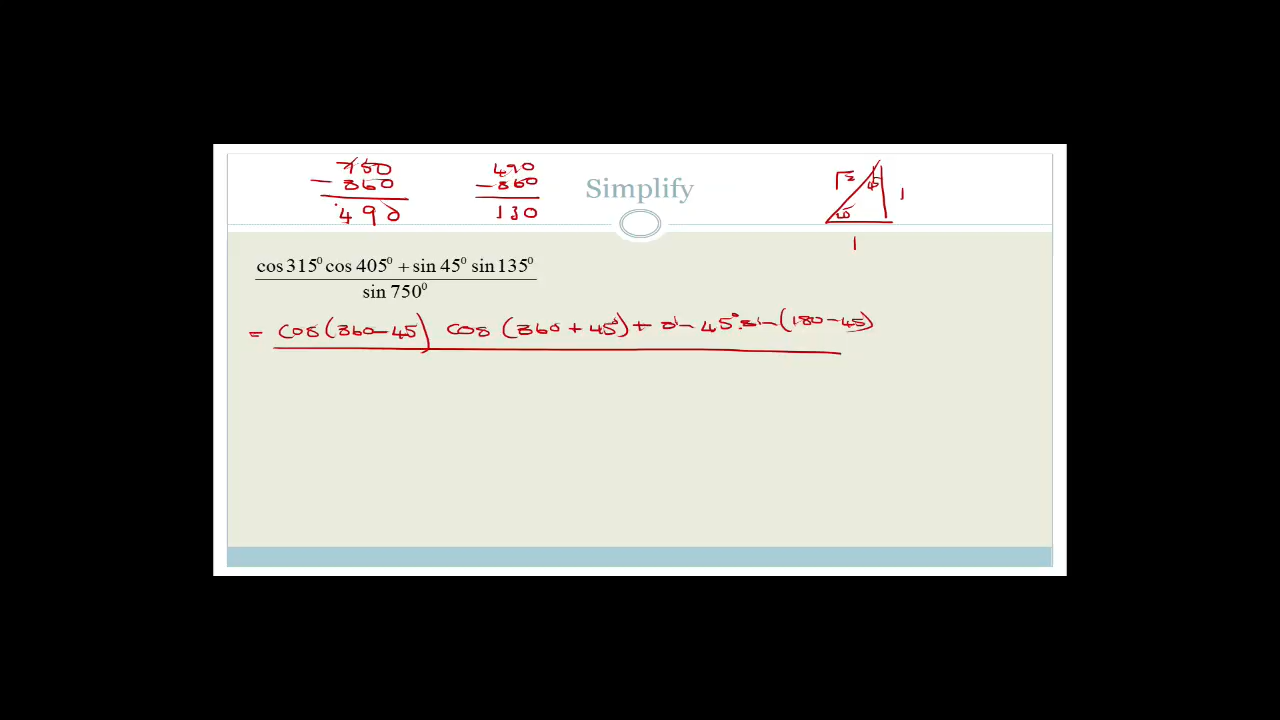 750 490
- 360 - 360 Simplify √2 45 1
490 130 45
1
cos 315⁰ cos 405⁰ + sin 45⁰ sin 135⁰
sin 750⁰
= cos (360 - 45) cos (360 + 45°) + sin 45°. sin (180 - 45)